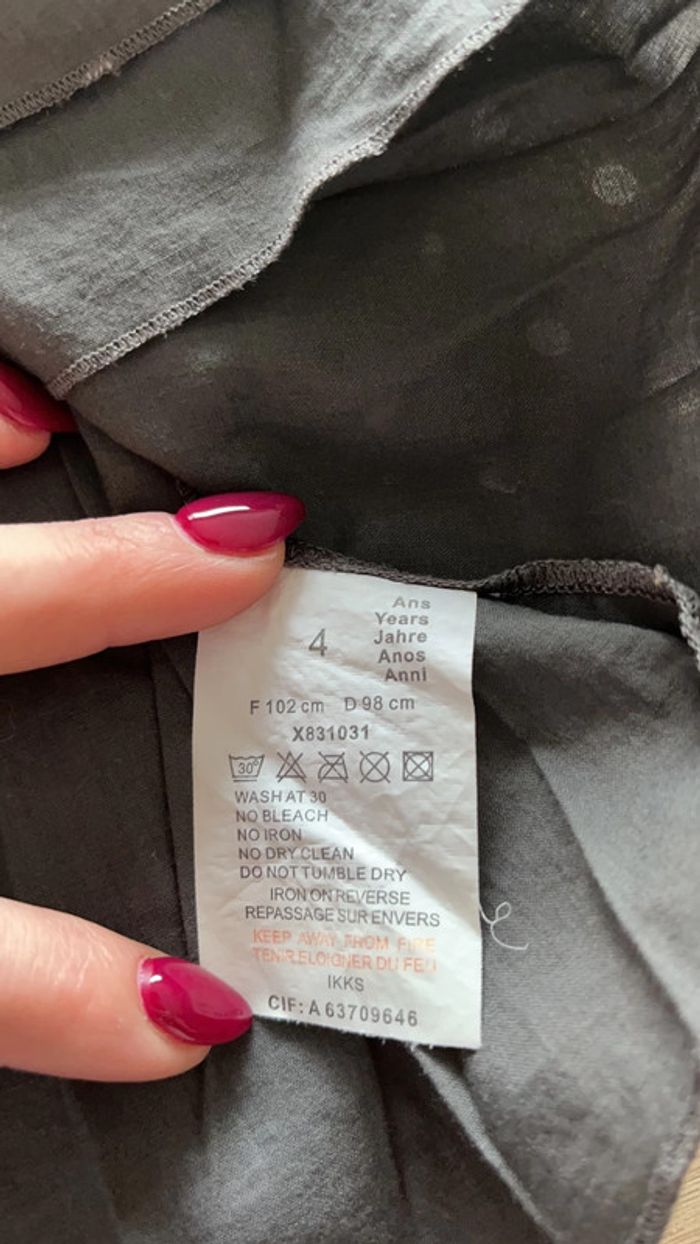 4
Ans
Years
Jahre
Anos
Anni
F 102 cm D 98 cm
X831031
30°
WASH AT 30
NO BLEACH
NO IRON
NO DRY CLEAN
DO NOT TUMBLE DRY
IRON ON REVERSE
REPASSAGE SUR ENVERS
KEEP AWAY FROM FIRE
TENIR ELOIGNER DU FEU
IKKS
CIF: A 63709646